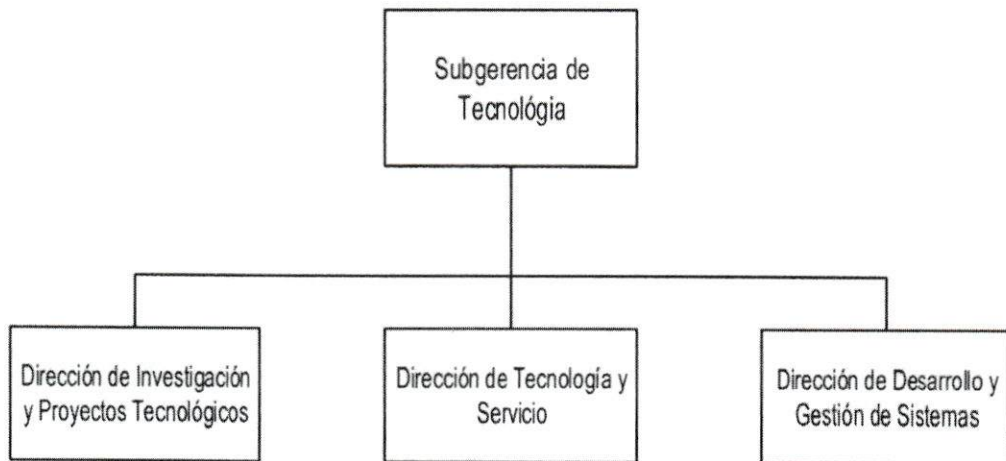 Subgerencia de
Tecnológia
Dirección de Investigación
y Proyectos Tecnológicos
Dirección de Tecnología y
Servicio
Dirección de Desarrollo y
Gestión de Sistemas